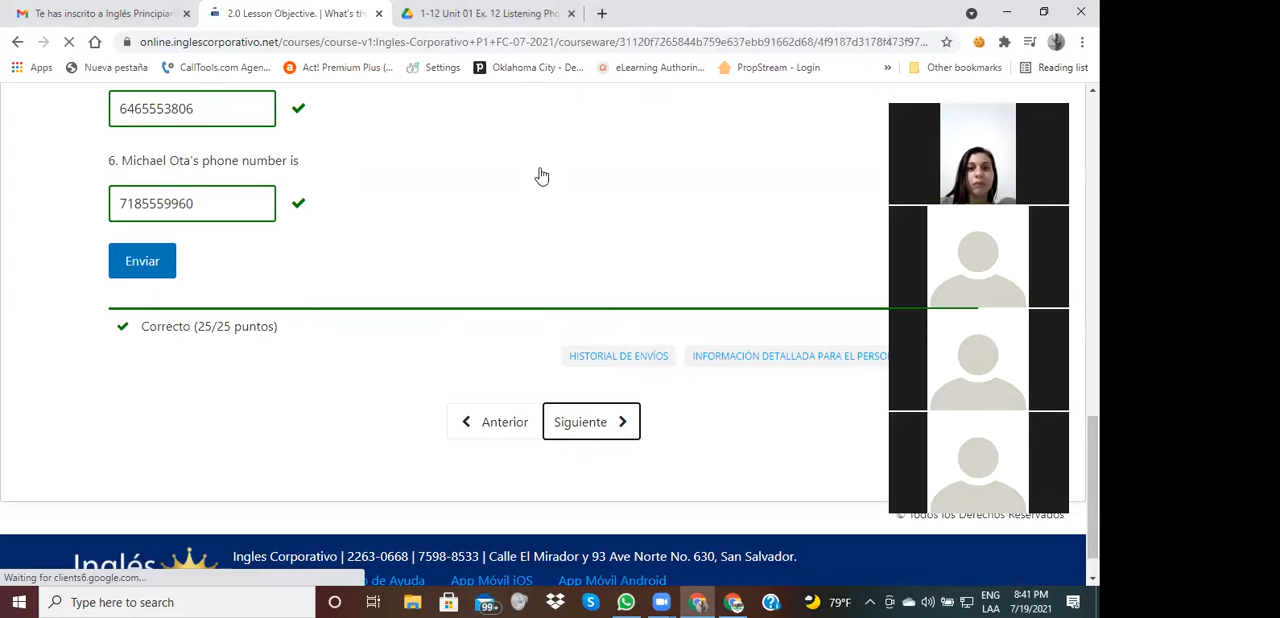 Te has inscrito a Inglés Principian
2.0 Lesson Objective. | What's the
1-12 Unit 01 Ex. 12 Listening Pho
online.inglescorporativo.net/courses/course-v1:Ingles-Corporativo+P1+FC-07-2021/courseware/31120f7265844b759e637ebb91662d68/4f9187d3178f473f97...
Apps Nueva pestaña CallTools.com Agen... Act! Premium Plus (... Settings Oklahoma City - De... eLearning Authorin... PropStream - Login » Other bookmarks Reading list
6465553806
6. Michael Ota's phone number is
7185559960
Enviar
Correcto (25/25 puntos)
HISTORIAL DE ENVÍOS INFORMACIÓN DETALLADA PARA EL PERSO
Anterior Siguiente
© Todos los Derechos Reservados
Inglés
Ingles Corporativo | 2263-0668 | 7598-8533 | Calle El Mirador y 93 Ave Norte No. 630, San Salvador.
Waiting for clients6.google.com...
o de Ayuda App Móvil iOS App Móvil Android
Type here to search
99+
79°F
ENG
LAA
8:41 PM
7/19/2021